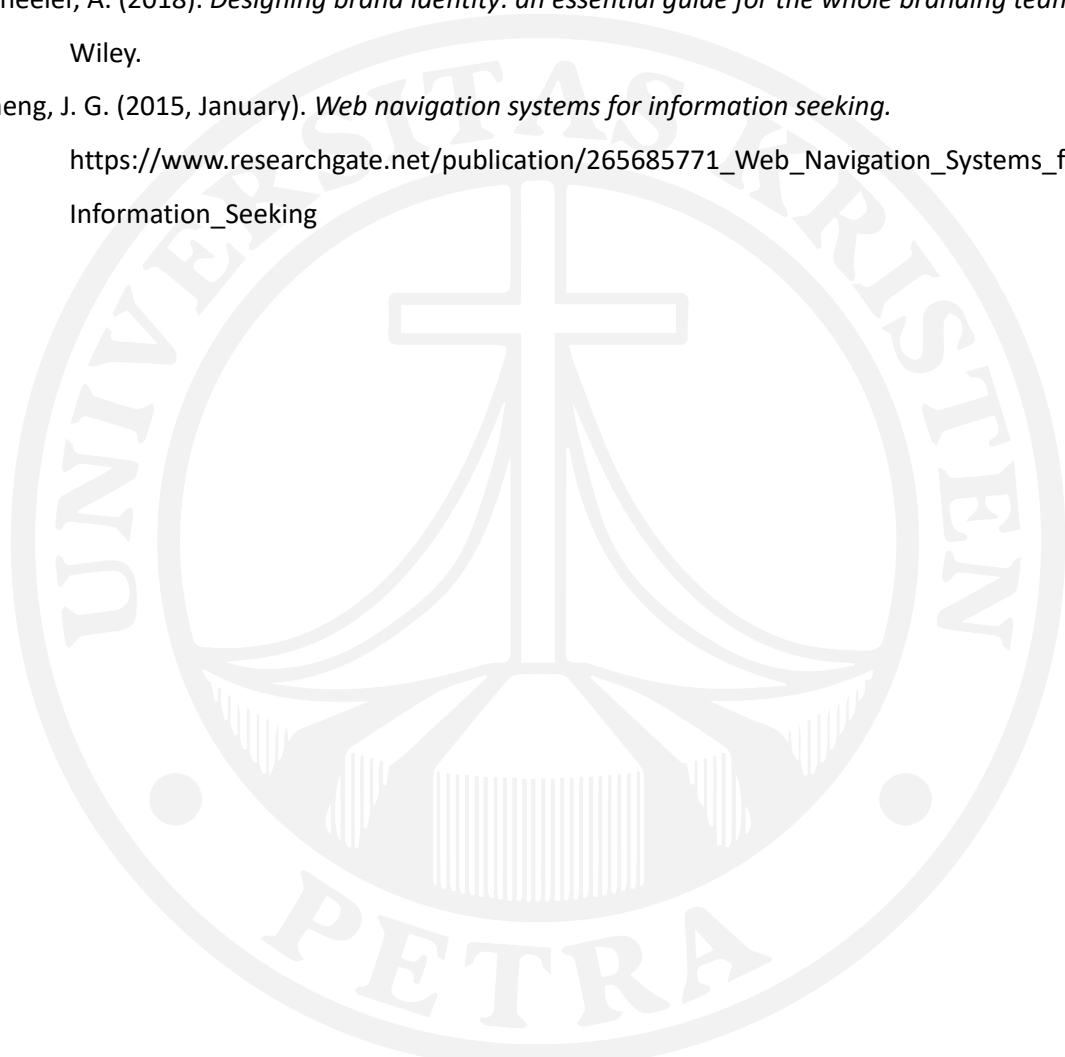 heeler, A. (2018). Designing brand identity: an essential guide for the whole branding team
Wiley.
heng, J. G. (2015, January). Web navigation systems for information seeking.
https://www.researchgate.net/publication/265685771_Web_Navigation_Systems_f
Information_Seeking
UNIVERSITAS KRISTEN
PETRA